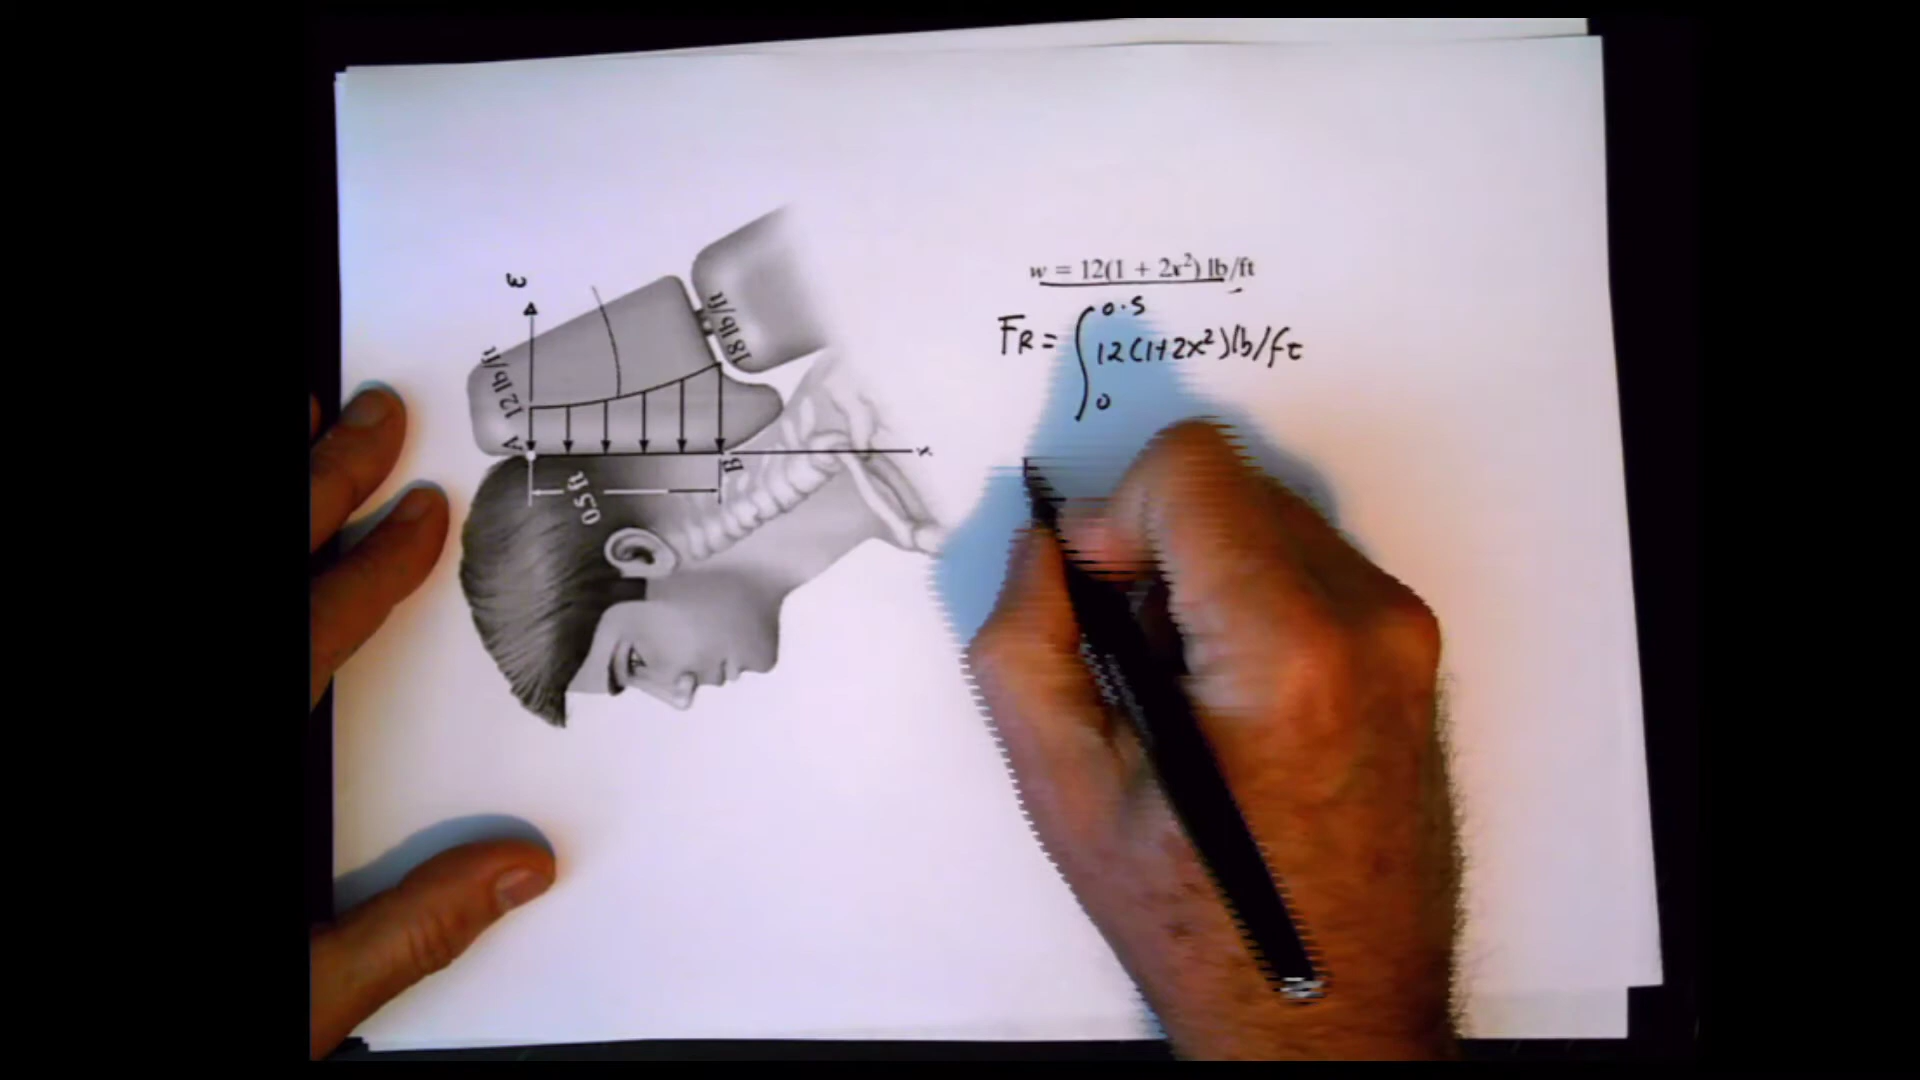 w = 12(1 + 2x²) lb/ft
0.5
F_R = ∫ 12(1+2x²)lb/ft
0
ω
18 lb/ft
12 lb/ft
A
B
x
0.5 ft